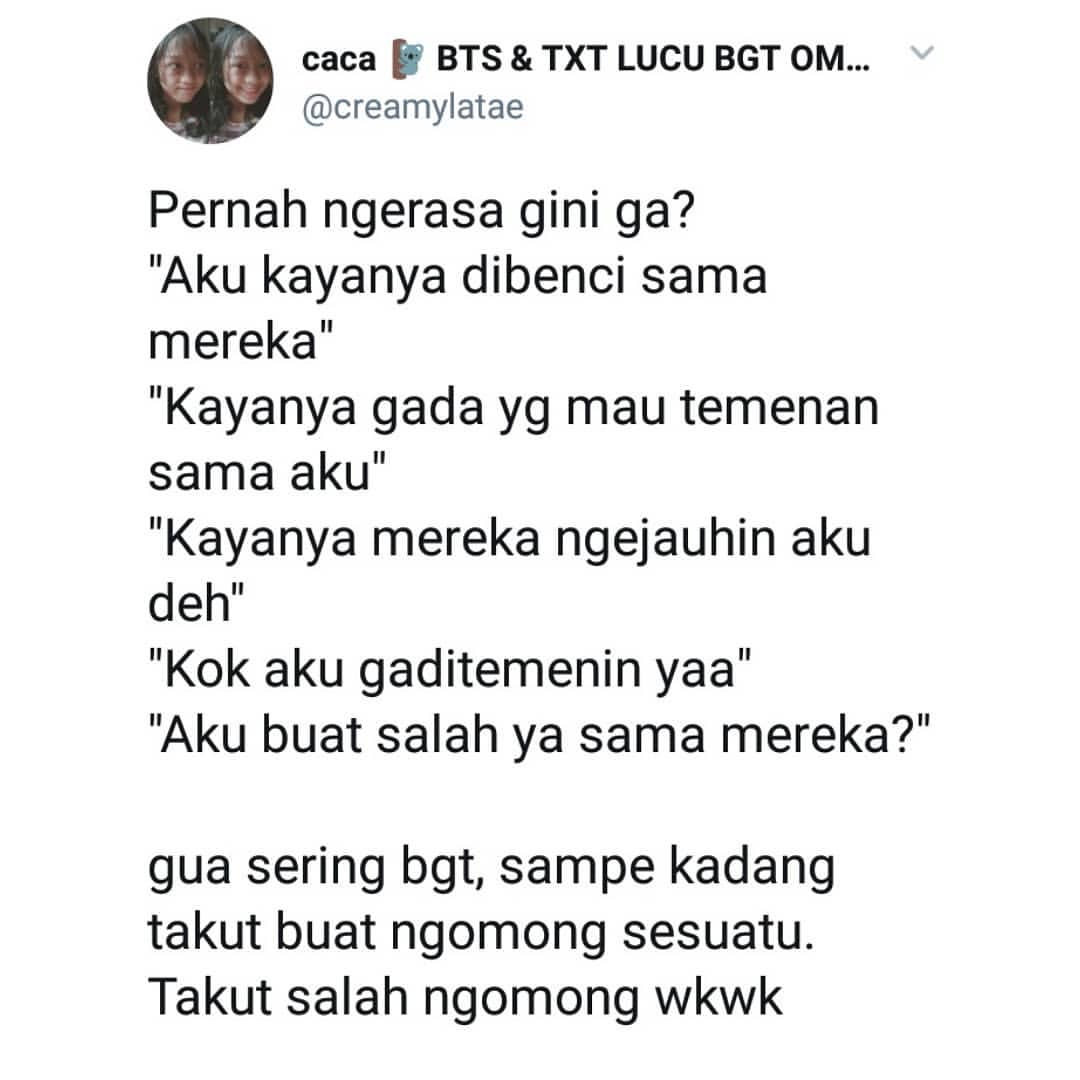 caca 🐨 BTS & TXT LUCU BGT OM...
@creamylatae
Pernah ngerasa gini ga?
"Aku kayanya dibenci sama
mereka"
"Kayanya gada yg mau temenan
sama aku"
"Kayanya mereka ngejauhin aku
deh"
"Kok aku gaditemenin yaa"
"Aku buat salah ya sama mereka?"
gua sering bgt, sampe kadang
takut buat ngomong sesuatu.
Takut salah ngomong wkwk